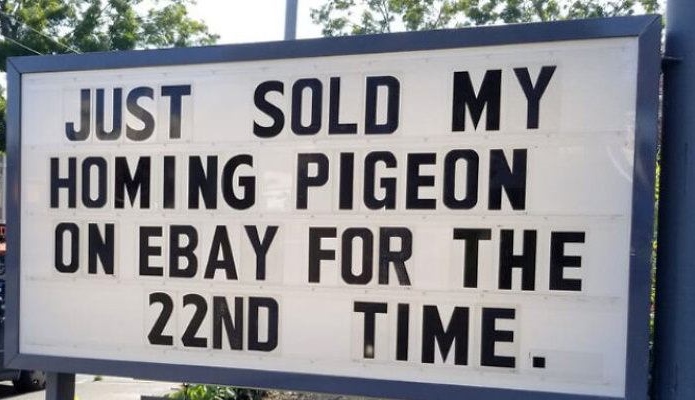 JUST SOLD MY
HOMING PIGEON
ON EBAY FOR THE
22ND TIME.